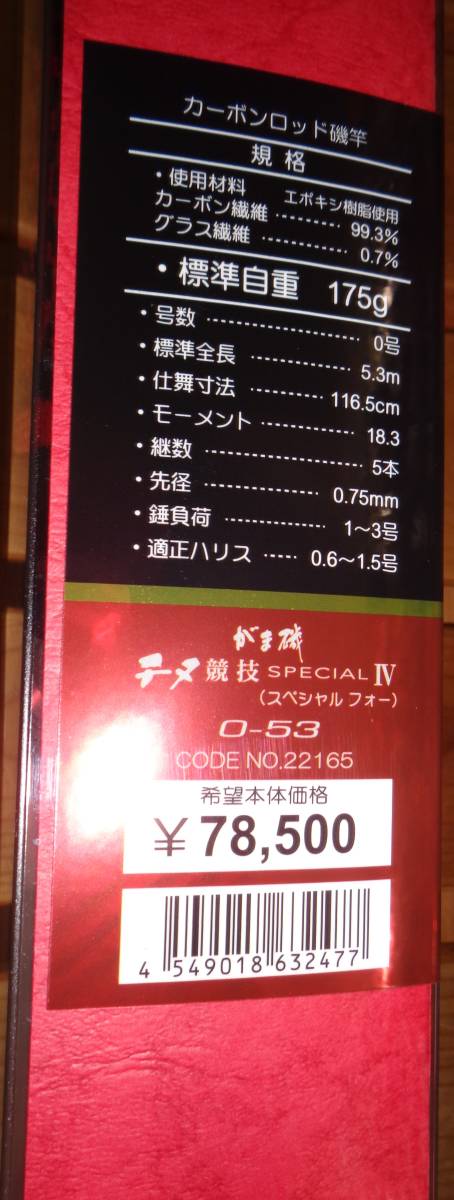 カーボンロッド磯竿
規格
・使用材料 エポキシ樹脂使用
カーボン繊維 ………… 99.3%
グラス繊維 ………… 0.7%
・標準自重 175g
・号数 ………… 0号
・標準全長 ………… 5.3m
・仕舞寸法 ………… 116.5cm
・モーメント ………… 18.3
・継数 ………… 5本
・先径 ………… 0.75mm
・錘負荷 ………… 1〜3号
・適正ハリス ………… 0.6〜1.5号
がま磯
チヌ競技 SPECIAL Ⅳ
(スペシャル フォー)
0-53
CODE NO.22165
希望本体価格
¥78,500
4 549018 632477